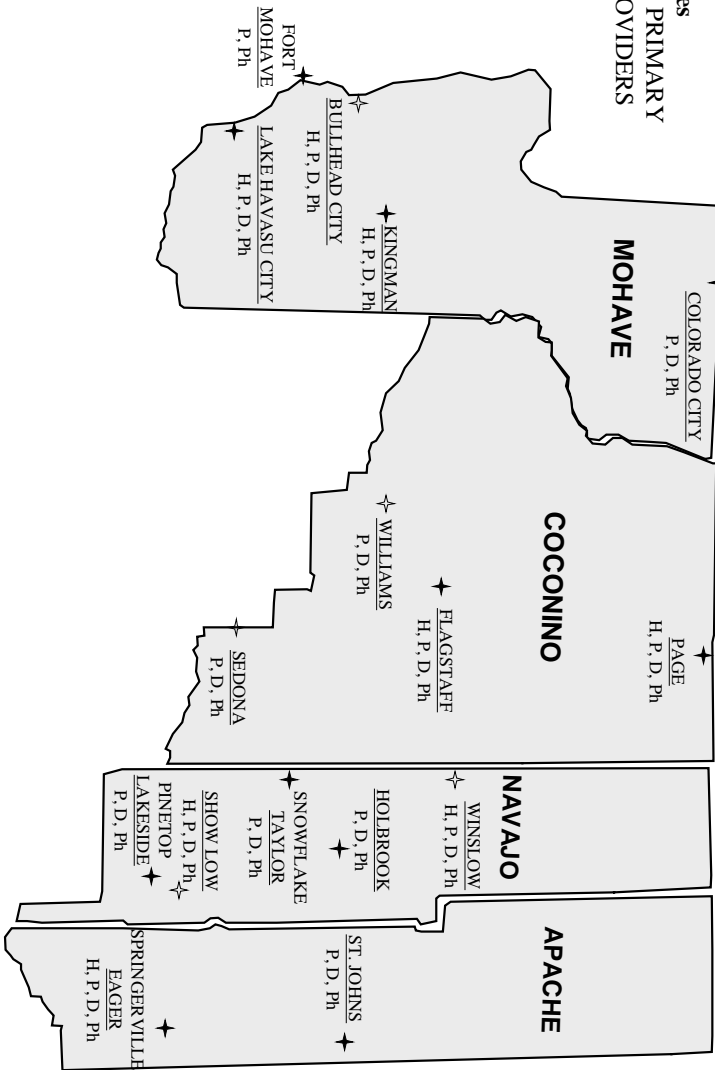 es
PRIMARY
OVIDERS
COLORADO CITY
P, D, Ph
MOHAVE
KINGMAN
H, P, D, Ph
BULLHEAD CITY
H, P, D, Ph
FORT
MOHAVE
P, Ph
LAKE HAVASU CITY
H, P, D, Ph
PAGE
H, P, D, Ph
COCONINO
FLAGSTAFF
H, P, D, Ph
WILLIAMS
P, D, Ph
SEDONA
P, D, Ph
NAVAJO
WINSLOW
H, P, D, Ph
HOLBROOK
P, D, Ph
SNOWFLAKE
TAYLOR
P, D, Ph
SHOW LOW
H, P, D, Ph
PINETOP
LAKESIDE
P, D, Ph
APACHE
ST. JOHNS
P, D, Ph
SPRINGERVILLE
EAGER
H, P, D, Ph